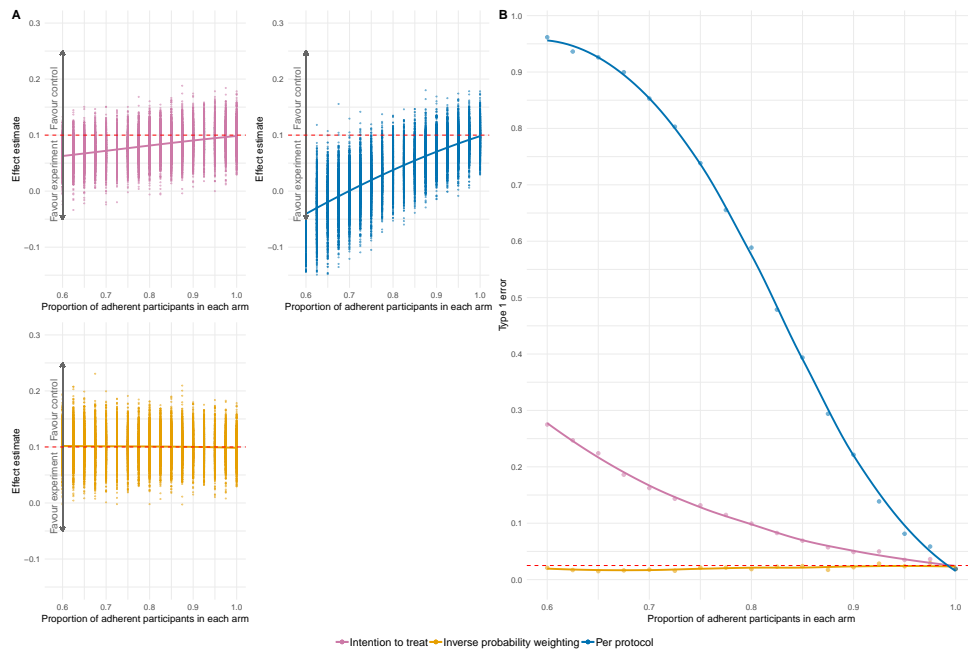 A
0.3
0.2
0.1
0.0
−0.1
Effect estimate
Favour experiment
Favour control
0.6
0.7
0.8
0.9
1.0
Proportion of adherent participants in each arm
0.3
0.2
0.1
0.0
−0.1
Effect estimate
Favour experiment
Favour control
0.6
0.7
0.8
0.9
1.0
Proportion of adherent participants in each arm
0.3
0.2
0.1
0.0
−0.1
Effect estimate
Favour experiment
Favour control
0.6
0.7
0.8
0.9
1.0
Proportion of adherent participants in each arm
B
1.0
0.9
0.8
0.7
0.6
0.5
0.4
0.3
0.2
0.1
0.0
Type 1 error
0.6
0.7
0.8
0.9
1.0
Proportion of adherent participants in each arm
Intention to treat
Inverse probability weighting
Per protocol